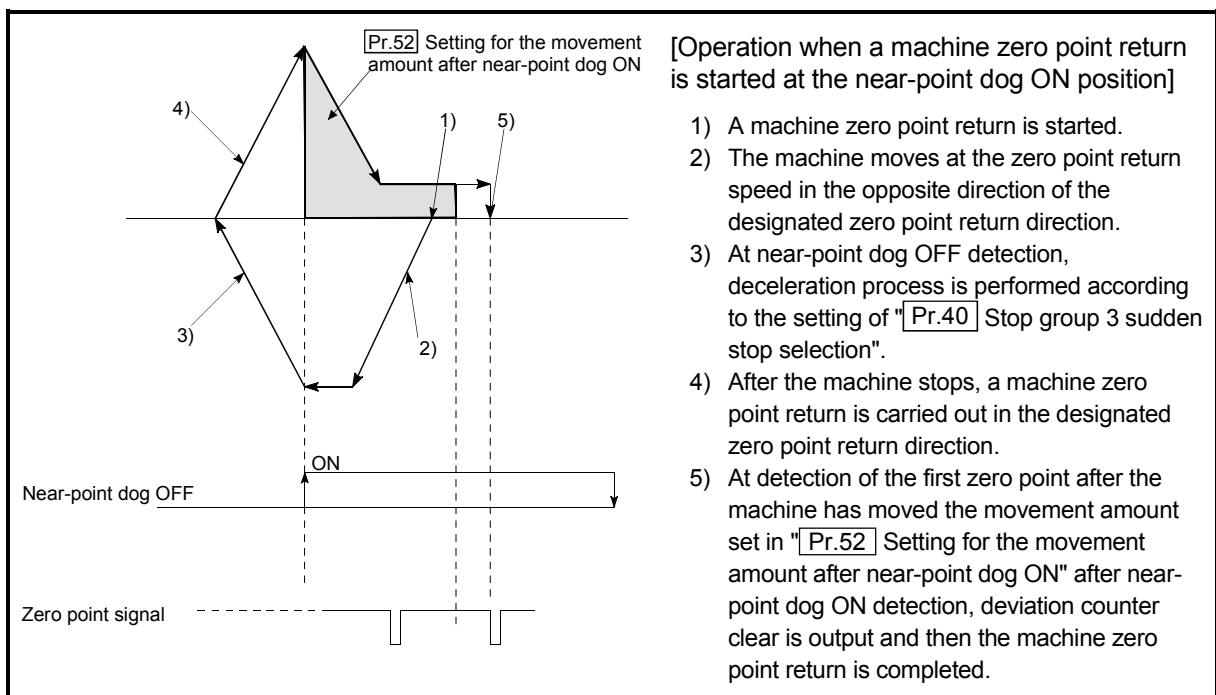 Pr.52 Setting for the movement
amount after near-point dog ON
4)
1)
5)
3)
2)
ON
Near-point dog OFF
Zero point signal
[Operation when a machine zero point return
is started at the near-point dog ON position]
1) A machine zero point return is started.
2) The machine moves at the zero point return
speed in the opposite direction of the
designated zero point return direction.
3) At near-point dog OFF detection,
deceleration process is performed according
to the setting of " Pr.40 Stop group 3 sudden
stop selection".
4) After the machine stops, a machine zero
point return is carried out in the designated
zero point return direction.
5) At detection of the first zero point after the
machine has moved the movement amount
set in " Pr.52 Setting for the movement
amount after near-point dog ON" after near-
point dog ON detection, deviation counter
clear is output and then the machine zero
point return is completed.